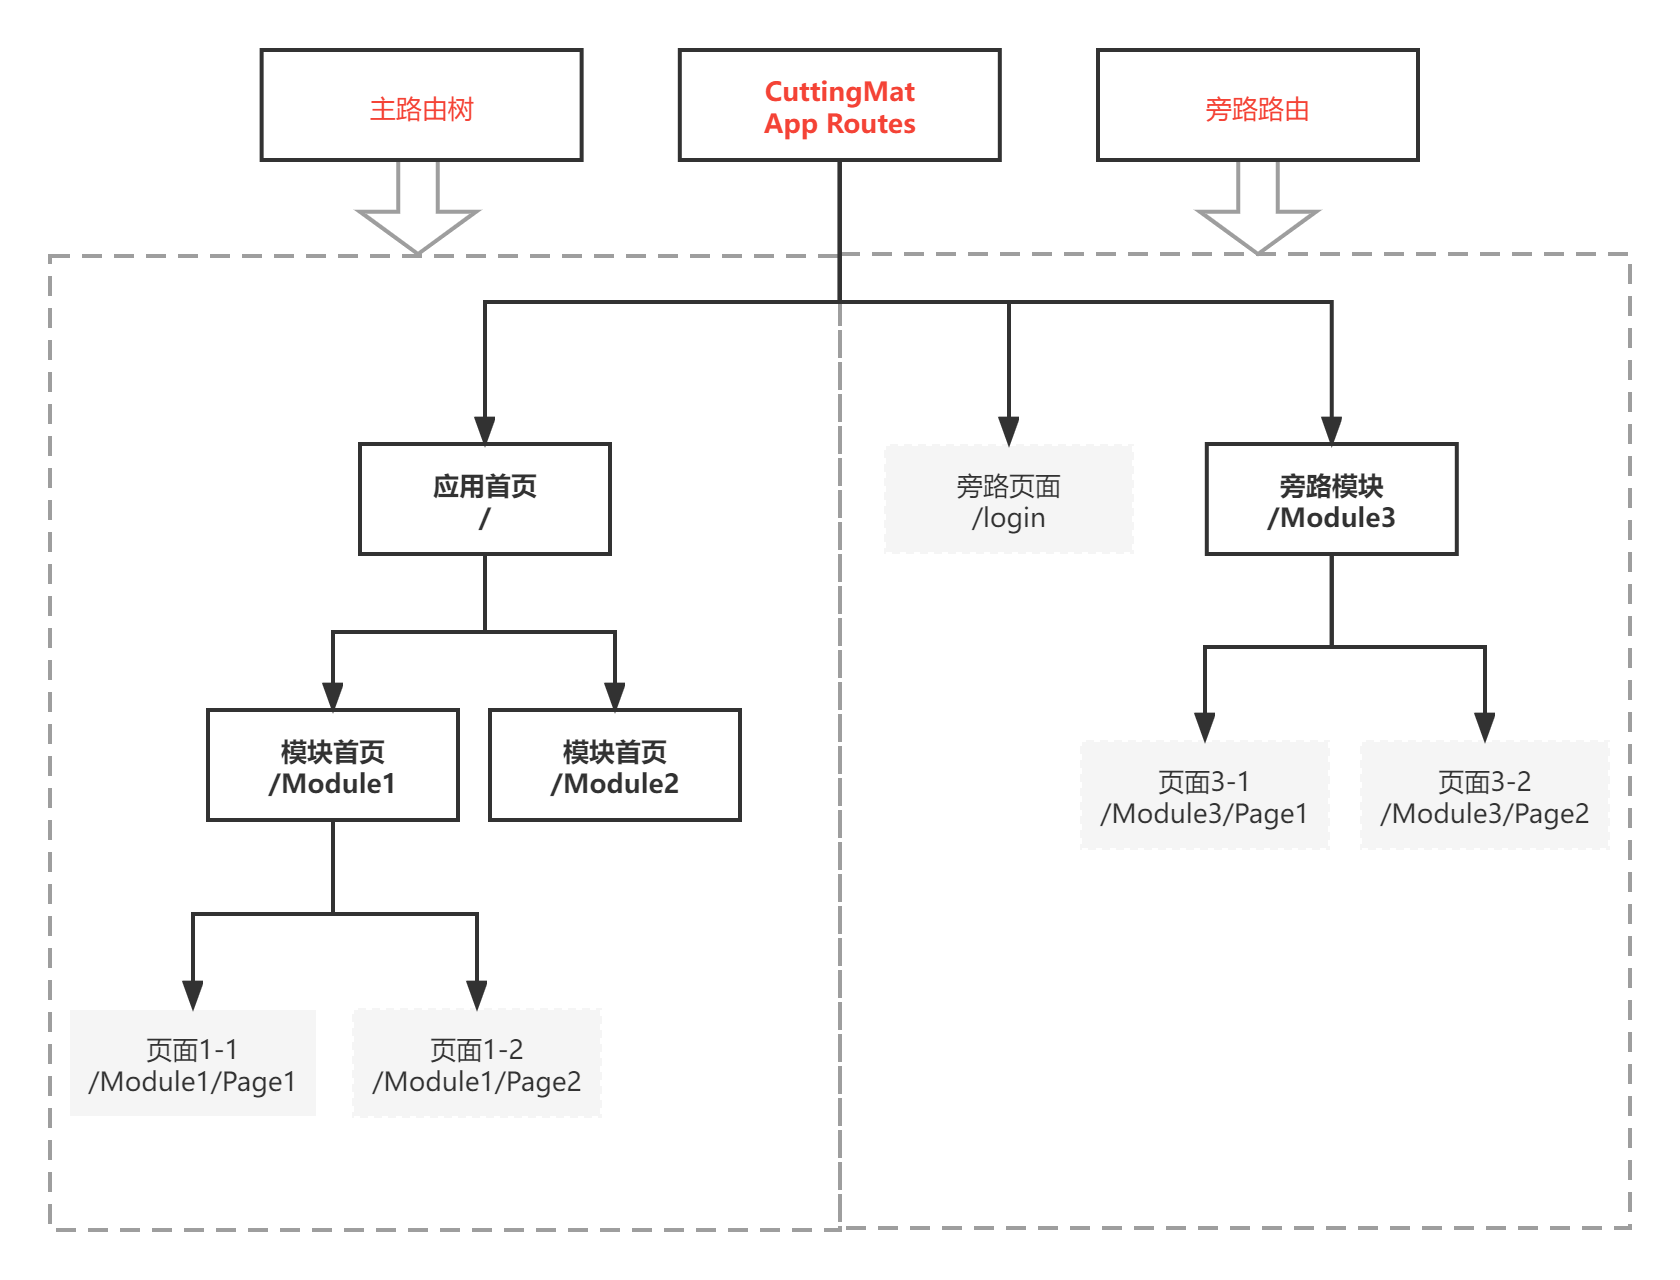 主路由树
CuttingMat
App Routes
旁路路由
应用首页
/
旁路页面
/login
旁路模块
/Module3
模块首页
/Module1
模块首页
/Module2
页面3-1
/Module3/Page1
页面3-2
/Module3/Page2
页面1-1
/Module1/Page1
页面1-2
/Module1/Page2